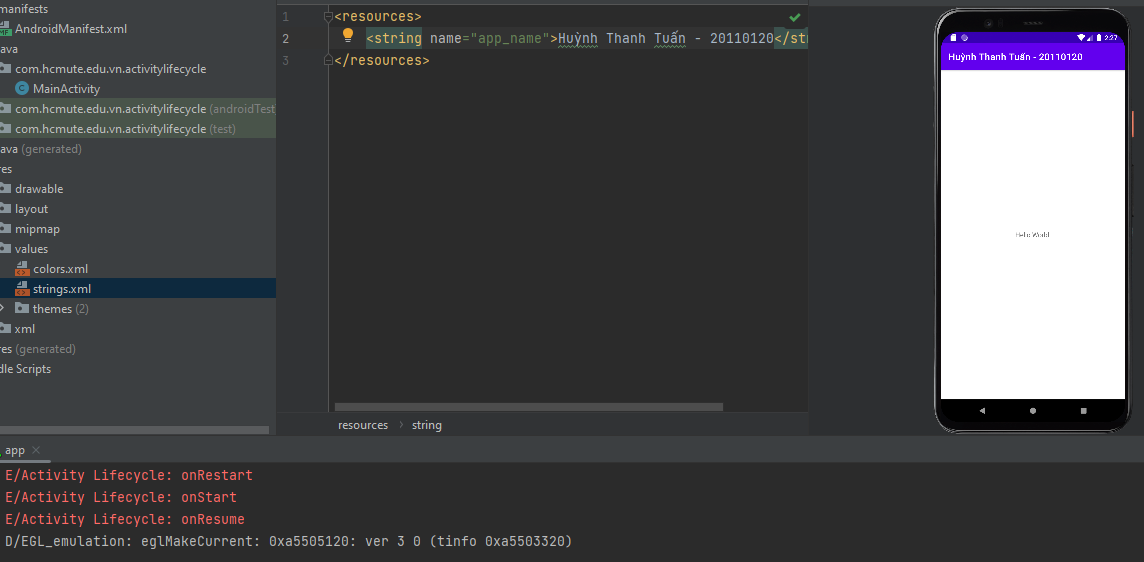 manifests
AndroidManifest.xml
ava
com.hcmute.edu.vn.activitylifecycle
MainActivity
com.hcmute.edu.vn.activitylifecycle (androidTest
com.hcmute.edu.vn.activitylifecycle (test)
ava (generated)
res
drawable
layout
mipmap
values
colors.xml
strings.xml
themes (2)
xml
res (generated)
dle Scripts
1 <resources>
2 <string name="app_name">Huỳnh Thanh Tuấn - 20110120</st
3 </resources>
resources > string
2:27
Huỳnh Thanh Tuấn - 20110120
Hello World!
app ×
E/Activity Lifecycle: onRestart
E/Activity Lifecycle: onStart
E/Activity Lifecycle: onResume
D/EGL_emulation: eglMakeCurrent: 0xa5505120: ver 3 0 (tinfo 0xa5503320)